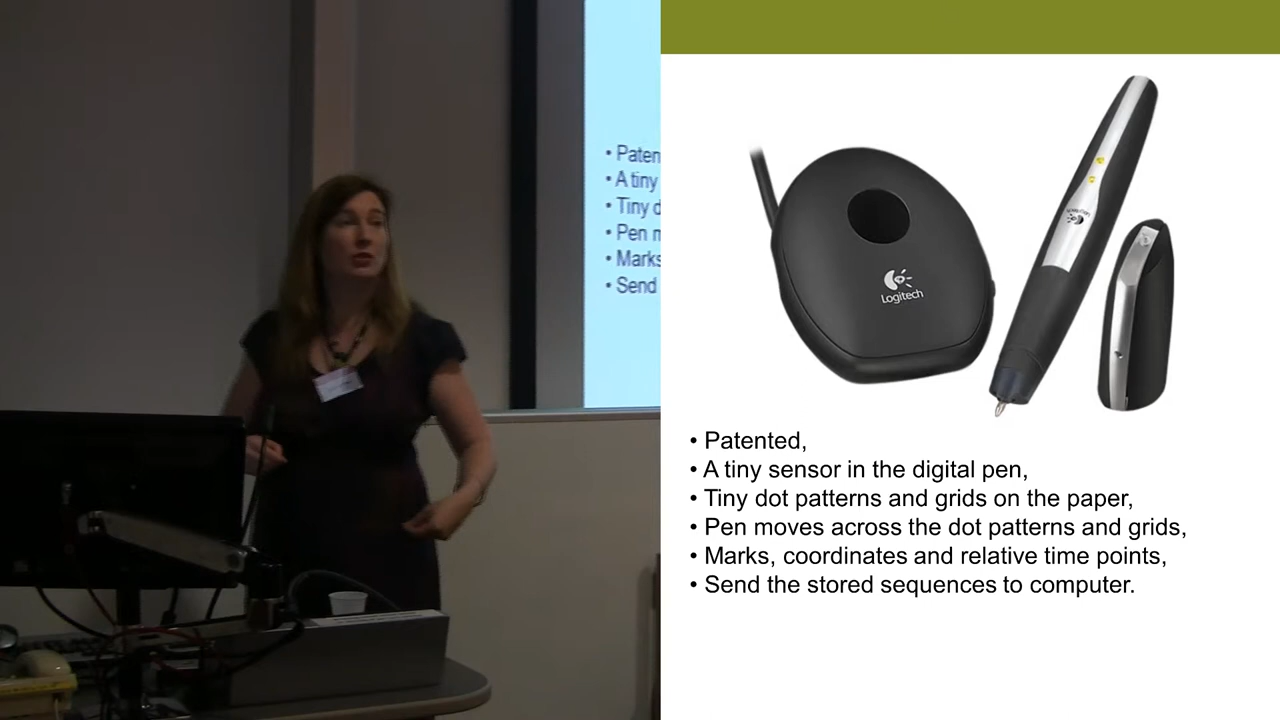 • Paten
• A tiny
• Tiny d
• Pen m
• Marks
• Send
Logitech
Logitech
• Patented,
• A tiny sensor in the digital pen,
• Tiny dot patterns and grids on the paper,
• Pen moves across the dot patterns and grids,
• Marks, coordinates and relative time points,
• Send the stored sequences to computer.